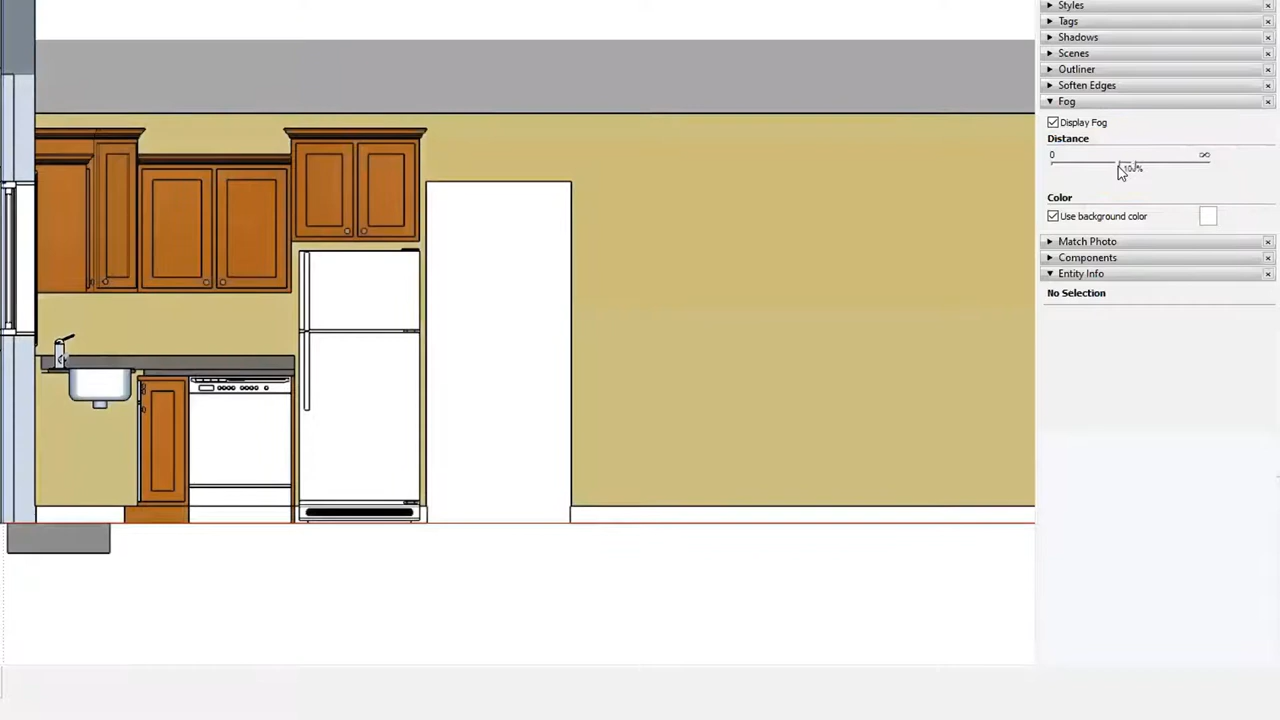 Styles
Tags
Shadows
Scenes
Outliner
Soften Edges
Fog
Display Fog
Distance
0 ∞
Color
Use background color
Match Photo
Components
Entity Info
No Selection